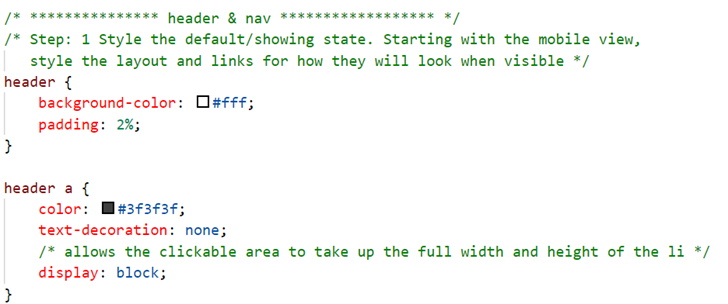 /* *************** header & nav ****************** */
/* Step: 1 Style the default/showing state. Starting with the mobile view,
style the layout and links for how they will look when visible */
header {
background-color: #fff;
padding: 2%;
}
header a {
color: #3f3f3f;
text-decoration: none;
/* allows the clickable area to take up the full width and height of the li */
display: block;
}